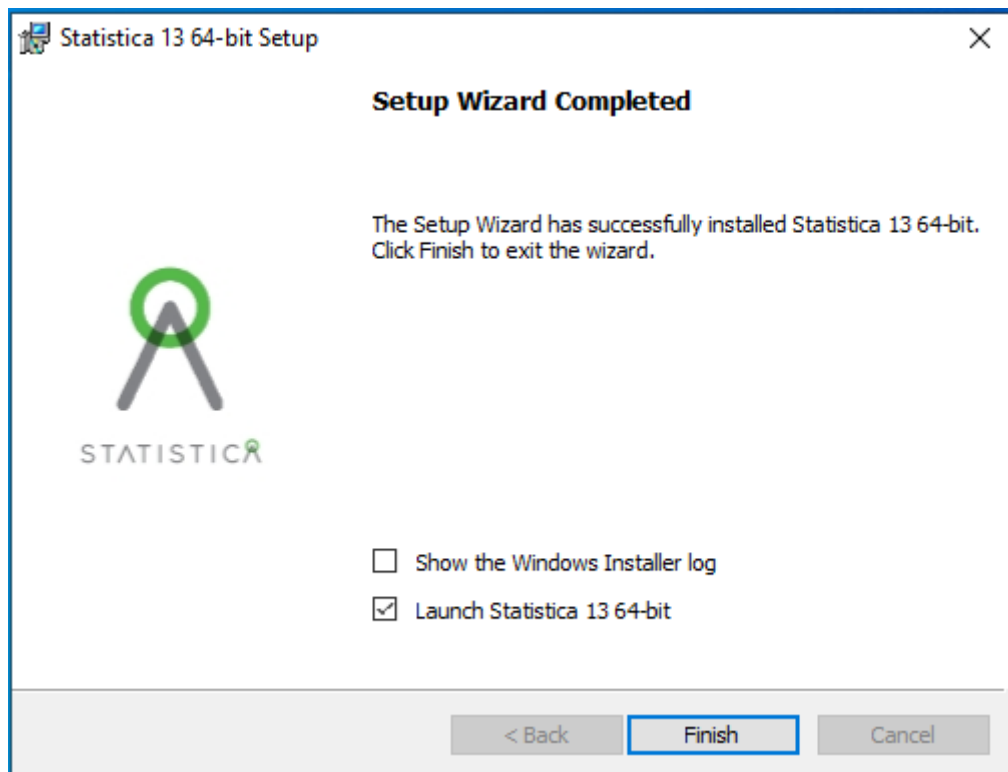 Statistica 13 64-bit Setup
Setup Wizard Completed
The Setup Wizard has successfully installed Statistica 13 64-bit.
Click Finish to exit the wizard.
STATISTICA
Show the Windows Installer log
Launch Statistica 13 64-bit
< Back Finish Cancel